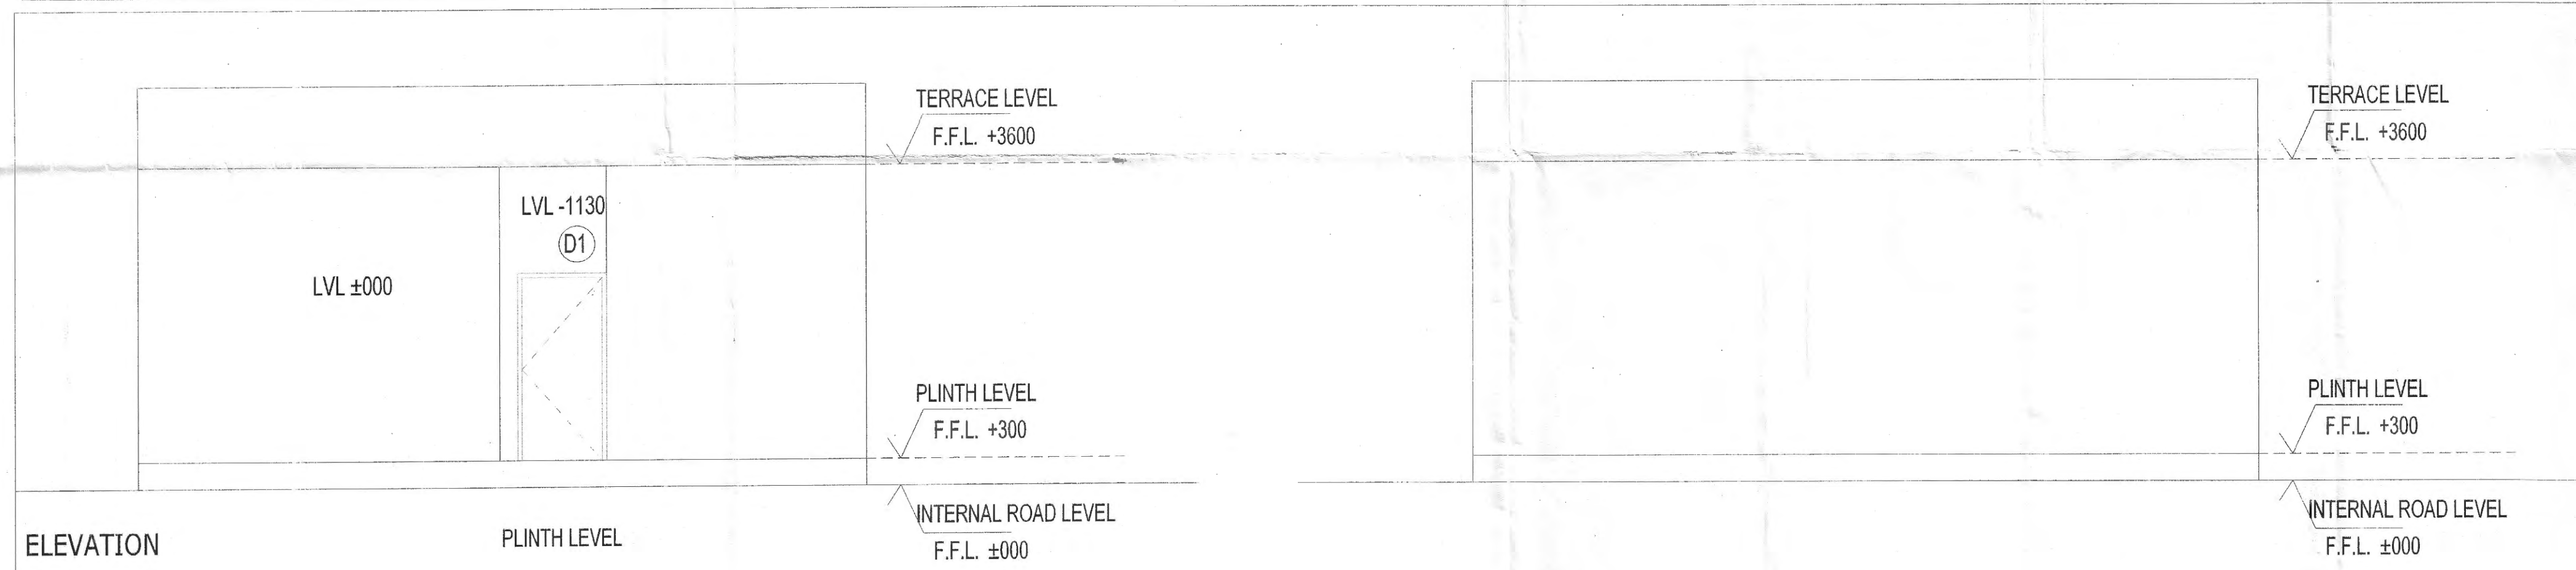 TERRACE LEVEL
F.F.L. +3600
LVL -1130
D1
LVL ±000
PLINTH LEVEL
F.F.L. +300
INTERNAL ROAD LEVEL
F.F.L. ±000
ELEVATION
PLINTH LEVEL
TERRACE LEVEL
F.F.L. +3600
PLINTH LEVEL
F.F.L. +300
INTERNAL ROAD LEVEL
F.F.L. ±000